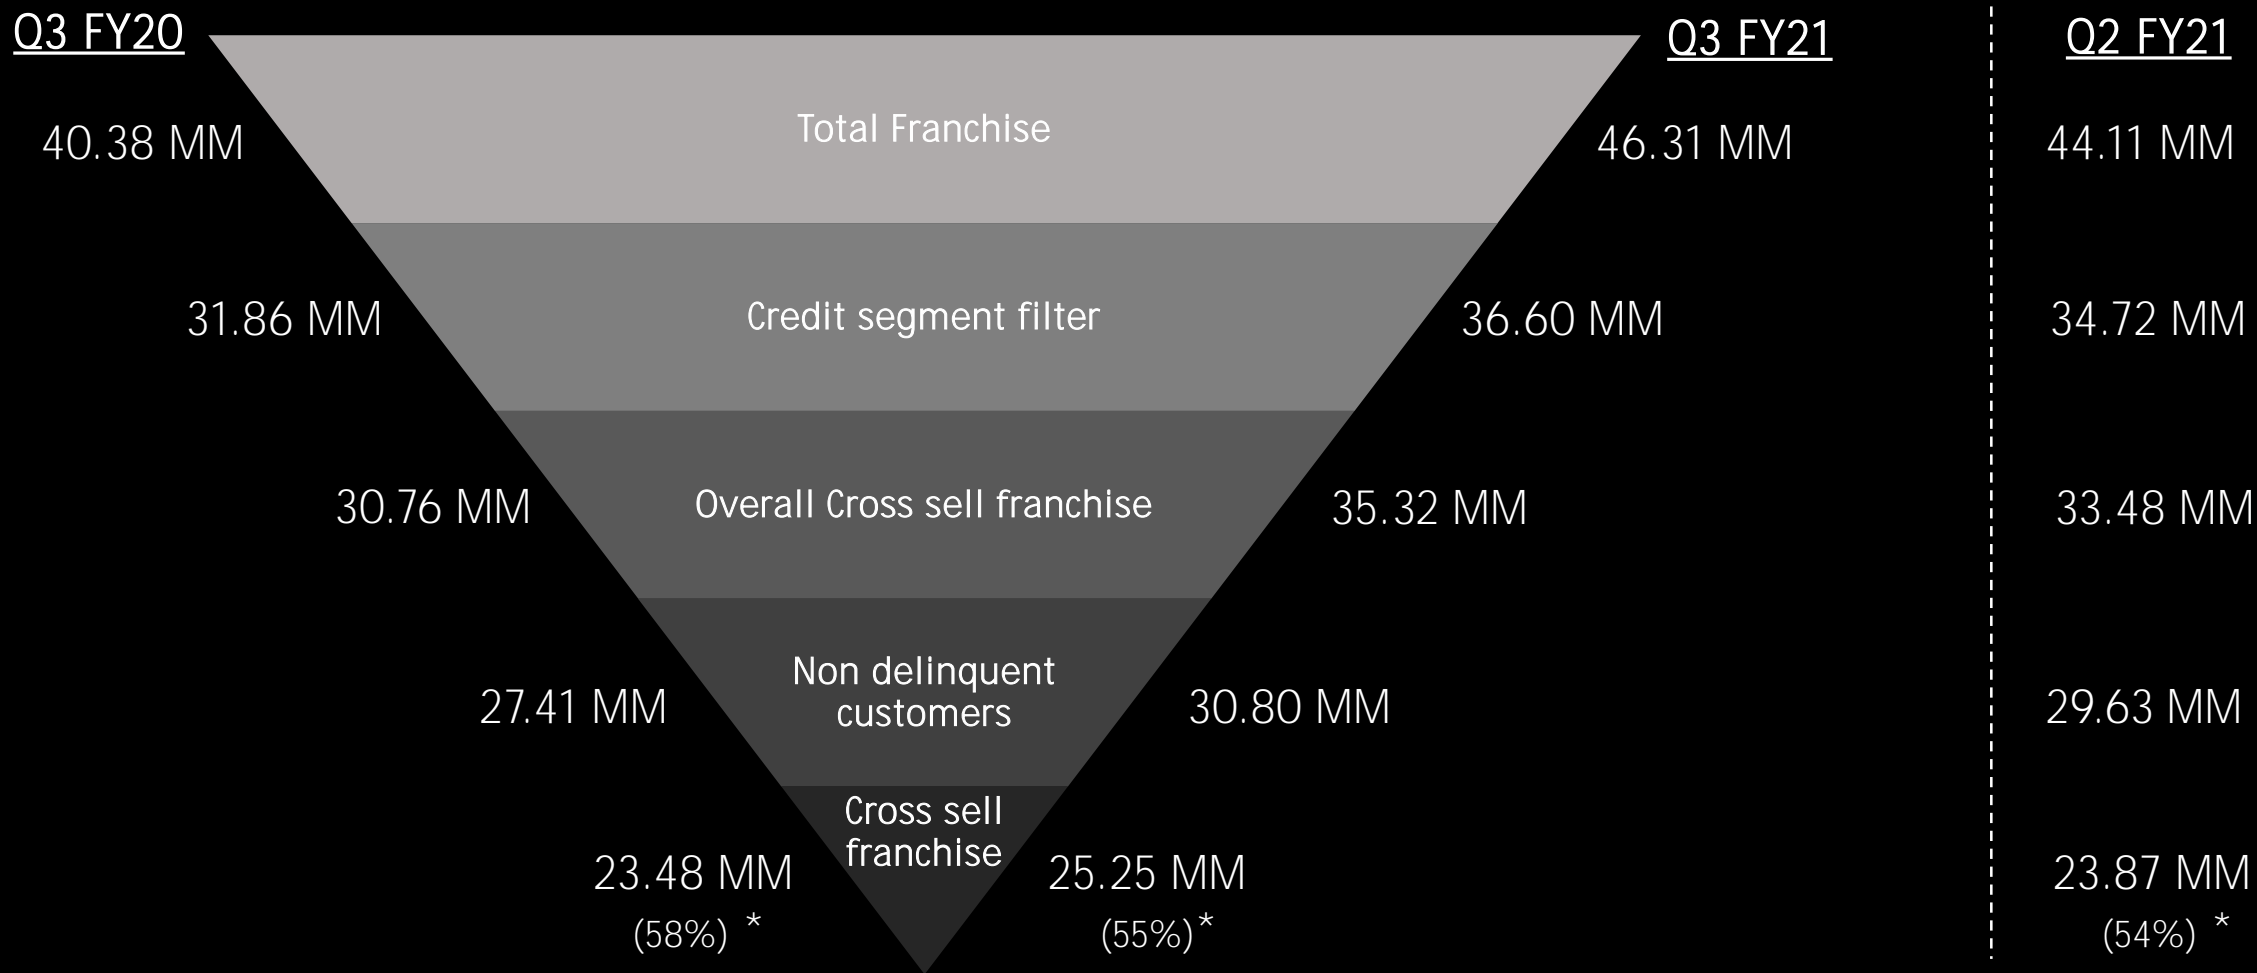 Q3 FY20
Q3 FY21
Q2 FY21
40.38 MM
Total Franchise
46.31 MM
44.11 MM
31.86 MM
Credit segment filter
36.60 MM
34.72 MM
30.76 MM
Overall Cross sell franchise
35.32 MM
33.48 MM
27.41 MM
Non delinquent
customers
30.80 MM
29.63 MM
Cross sell
franchise
23.48 MM
(58%) *
25.25 MM
(55%)*
23.87 MM
(54%) *